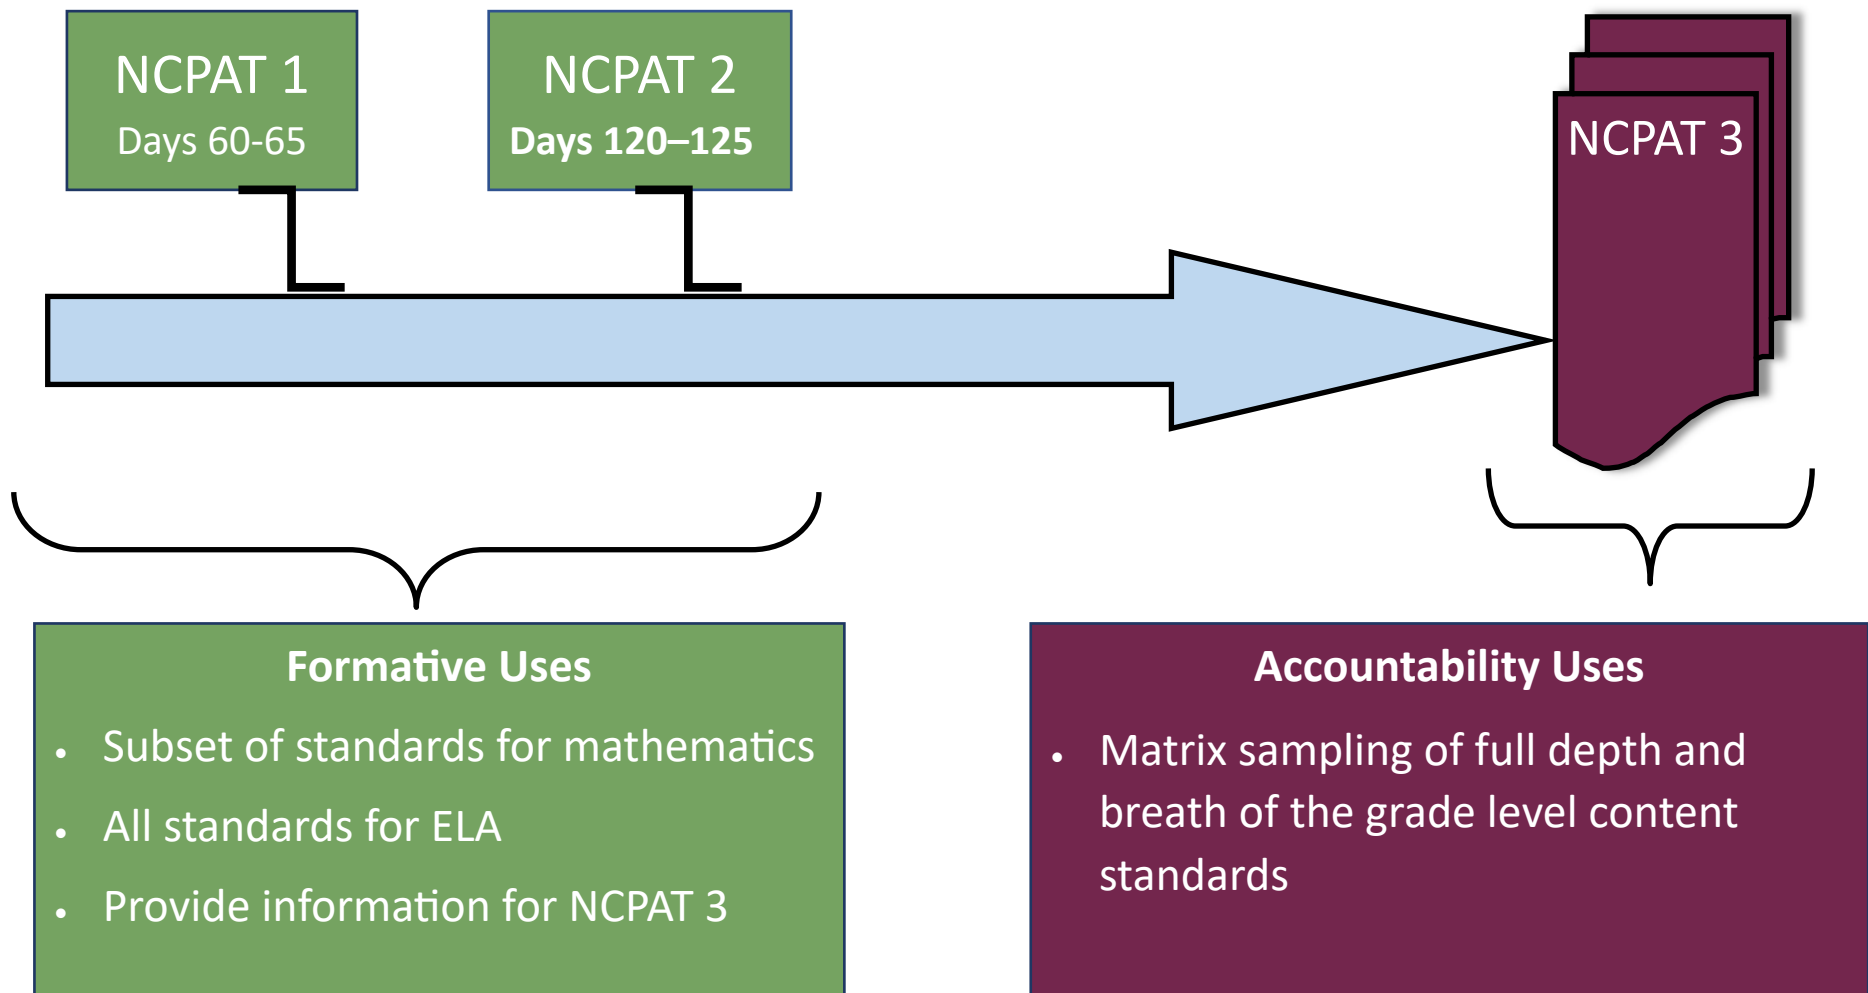 NCPAT 1
Days 60-65
NCPAT 2
Days 120–125
NCPAT 3
Formative Uses
• Subset of standards for mathematics
• All standards for ELA
• Provide information for NCPAT 3
Accountability Uses
• Matrix sampling of full depth and
breath of the grade level content
standards